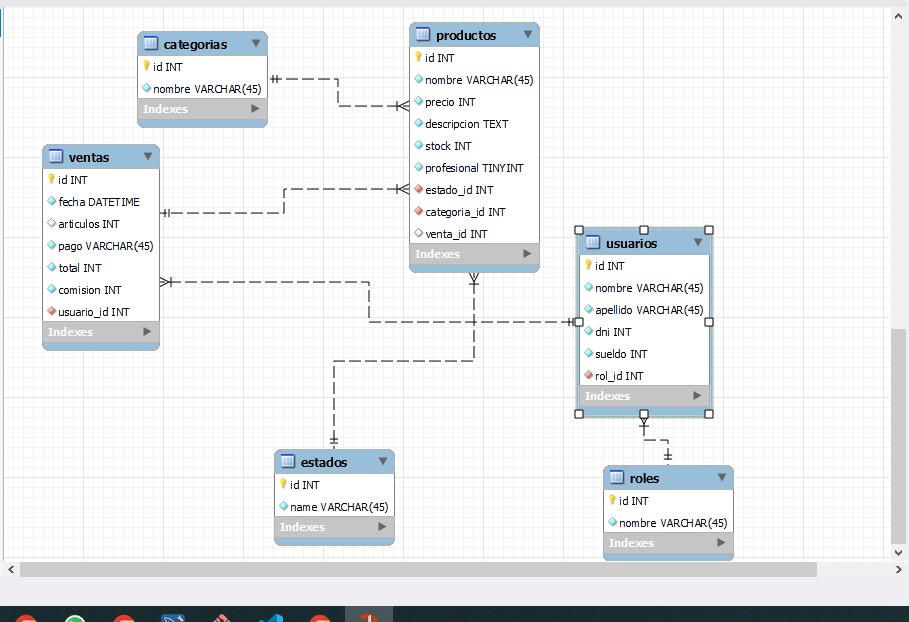 categorias
id INT
nombre VARCHAR(45)
Indexes
productos
id INT
nombre VARCHAR(45)
precio INT
descripcion TEXT
stock INT
profesional TINYINT
estado_id INT
categoria_id INT
venta_id INT
Indexes
ventas
id INT
fecha DATETIME
articulos INT
pago VARCHAR(45)
total INT
comision INT
usuario_id INT
Indexes
usuarios
id INT
nombre VARCHAR(45)
apellido VARCHAR(45)
dni INT
sueldo INT
rol_id INT
Indexes
estados
id INT
name VARCHAR(45)
Indexes
roles
id INT
nombre VARCHAR(45)
Indexes